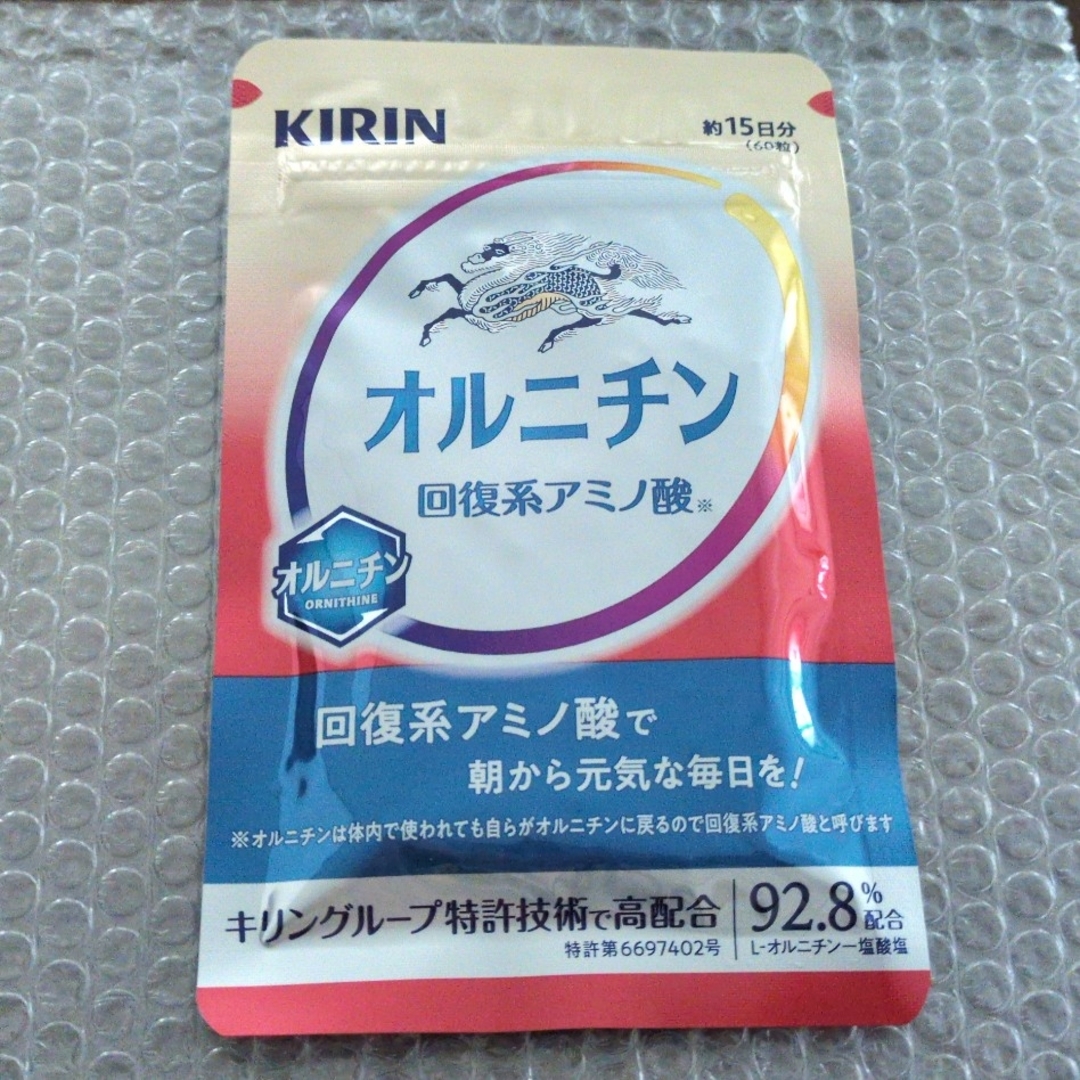 KIRIN
約15日分
(60粒)
オルニチン
回復系アミノ酸※
オルニチン
ORNITHINE
回復系アミノ酸で
朝から元気な毎日を!
※オルニチンは体内で使われても自らがオルニチンに戻るので回復系アミノ酸と呼びます
キリングループ特許技術で高配合
特許第6697402号
92.8%配合
L-オルニチン一塩酸塩